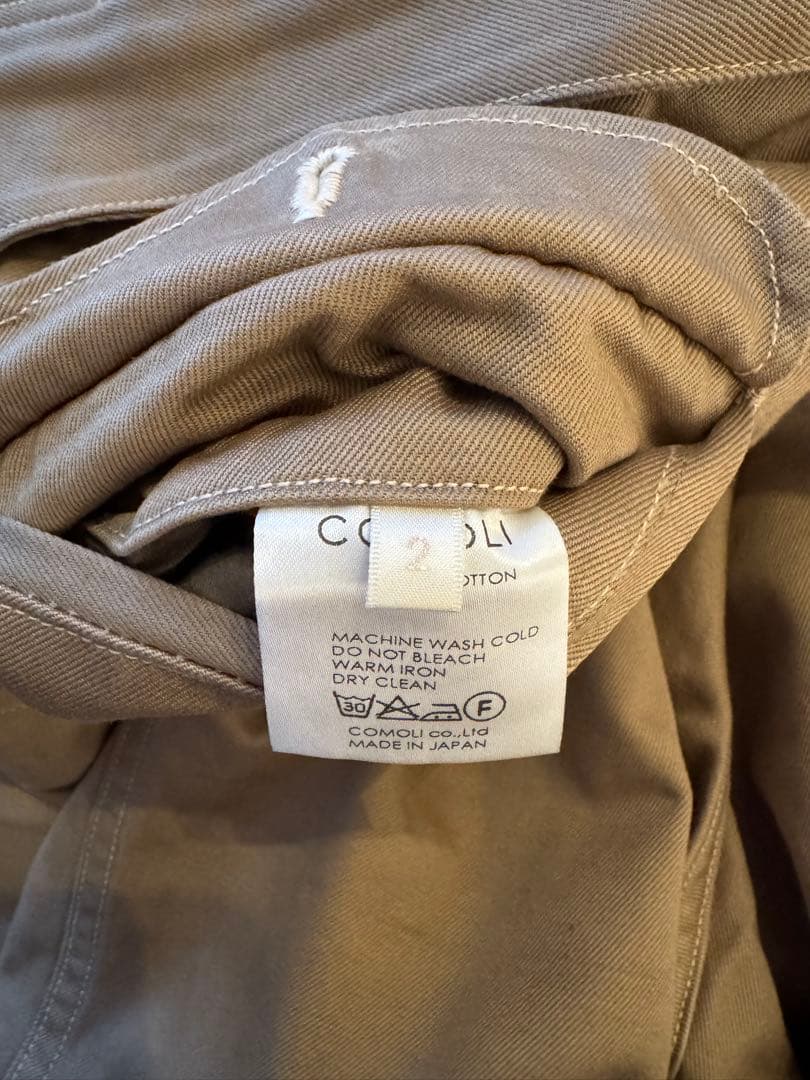 2
MACHINE WASH COLD
DO NOT BLEACH
WARM IRON
DRY CLEAN
30 F
COMOLI co.,Ltd
MADE IN JAPAN